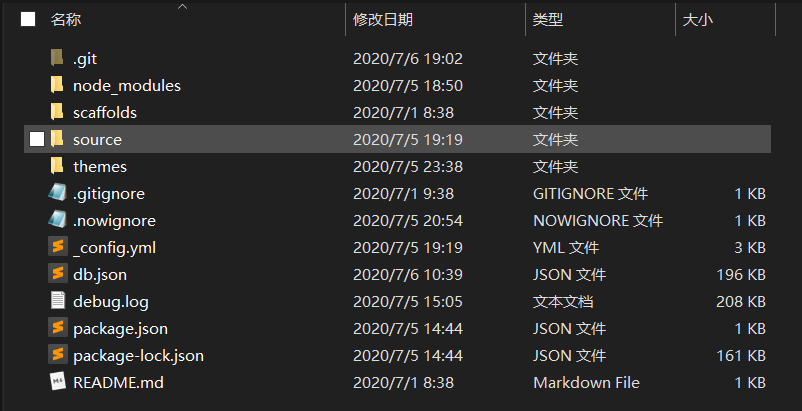 名称 修改日期 类型 大小
.git 2020/7/6 19:02 文件夹
node_modules 2020/7/5 18:50 文件夹
scaffolds 2020/7/1 8:38 文件夹
source 2020/7/5 19:19 文件夹
themes 2020/7/5 23:38 文件夹
.gitignore 2020/7/1 9:38 GITIGNORE 文件 1 KB
.nowignore 2020/7/5 20:54 NOWIGNORE 文件 1 KB
_config.yml 2020/7/5 19:19 YML 文件 3 KB
db.json 2020/7/6 10:39 JSON 文件 196 KB
debug.log 2020/7/5 15:05 文本文档 208 KB
package.json 2020/7/5 14:44 JSON 文件 1 KB
package-lock.json 2020/7/5 14:44 JSON 文件 161 KB
README.md 2020/7/1 8:38 Markdown File 1 KB